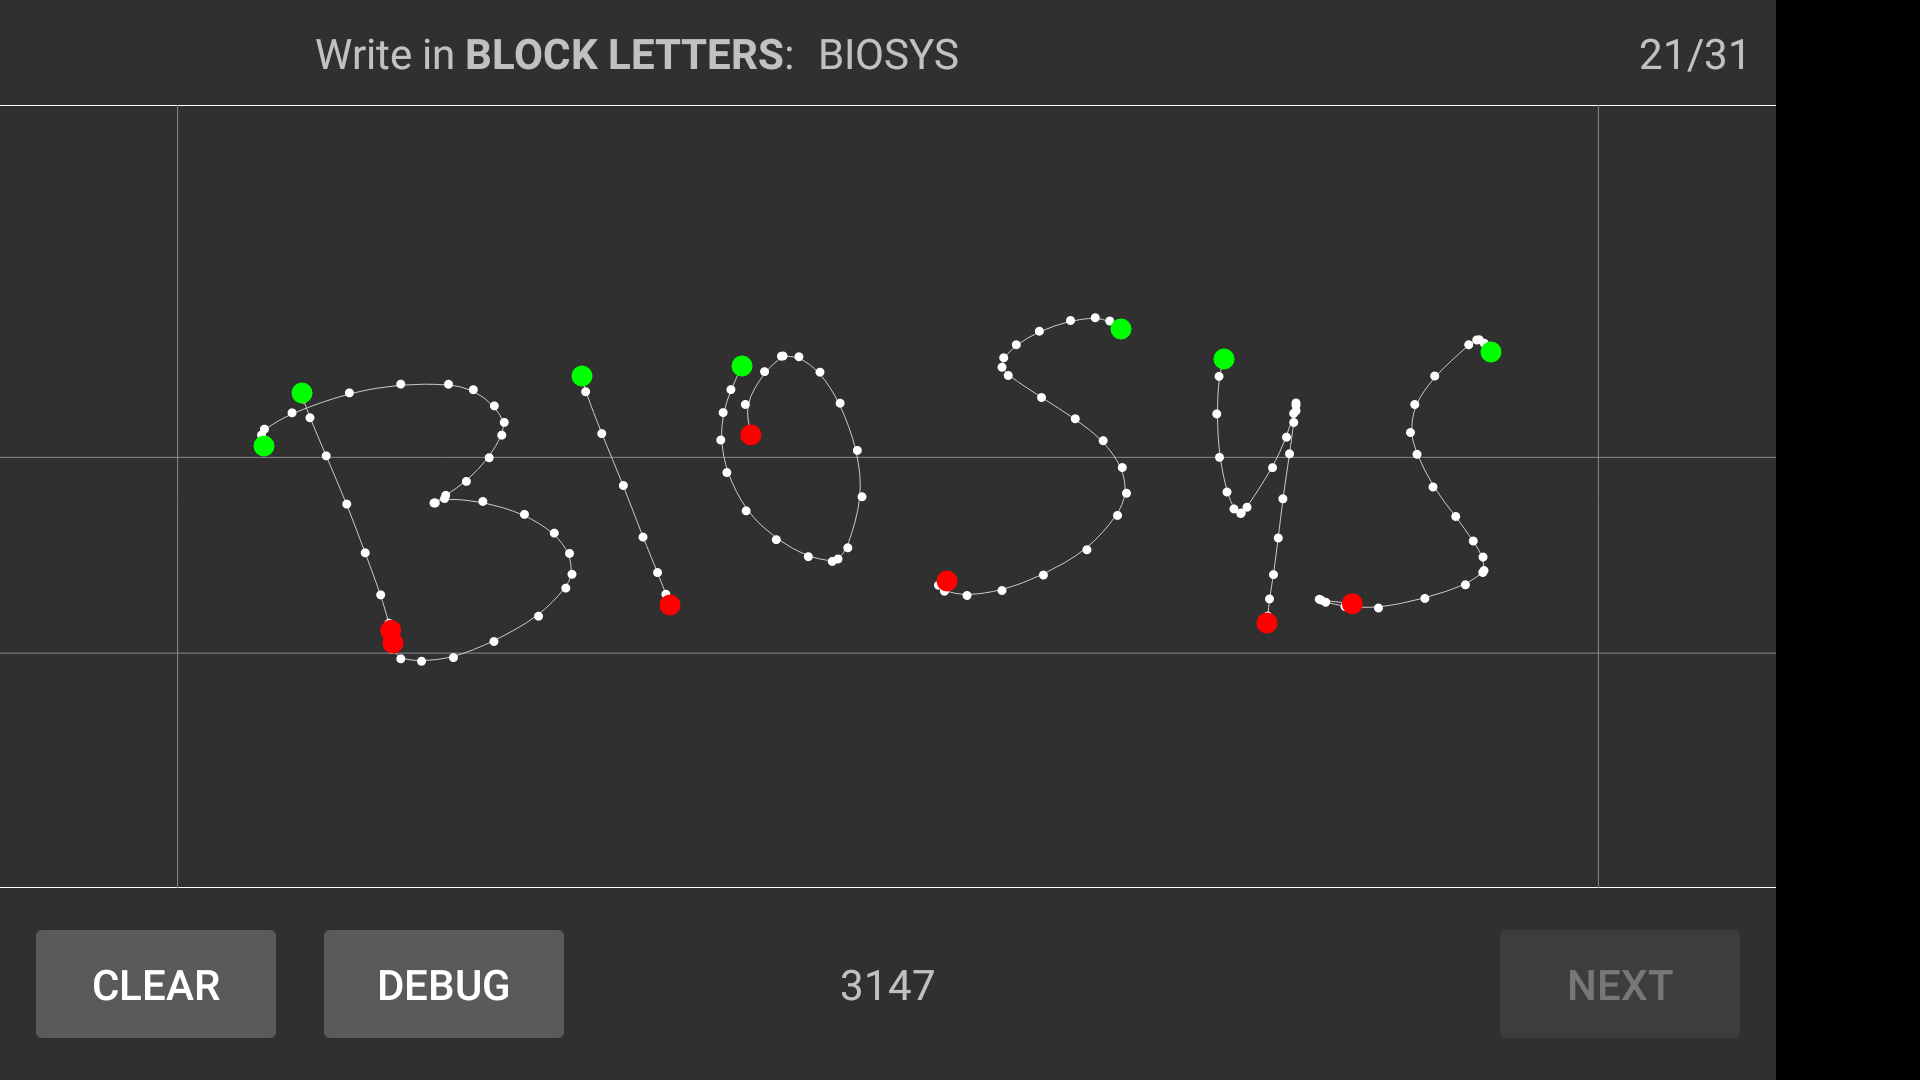 Write in BLOCK LETTERS: BIOSYS 21/31
BIOSYS
CLEAR DEBUG 3147 NEXT